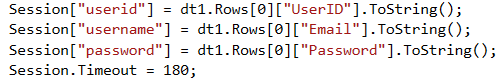 Session["userid"] = dt1.Rows[0]["UserID"].ToString();
Session["username"] = dt1.Rows[0]["Email"].ToString();
Session["password"] = dt1.Rows[0]["Password"].ToString();
Session.Timeout = 180;